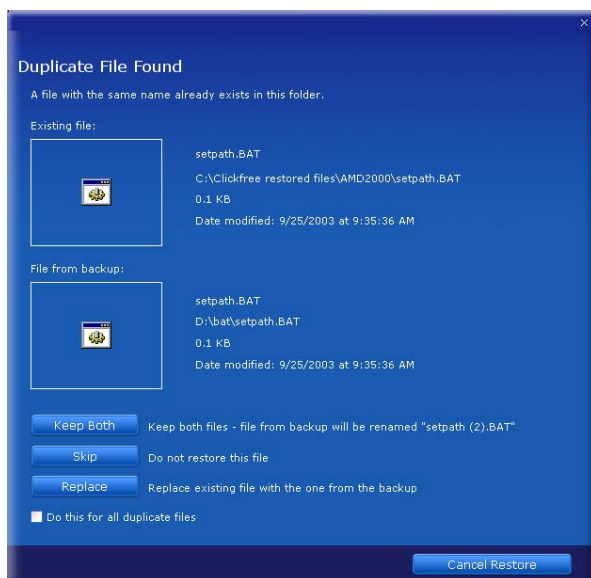 Duplicate File Found
A file with the same name already exists in this folder.
Existing file:
setpath.BAT
C:\Clickfree restored files\AMD2000\setpath.BAT
0.1 KB
Date modified: 9/25/2003 at 9:35:36 AM
File from backup:
setpath.BAT
D:\bat\setpath.BAT
0.1 KB
Date modified: 9/25/2003 at 9:35:36 AM
Keep Both Keep both files - file from backup will be renamed "setpath (2).BAT"
Skip Do not restore this file
Replace Replace existing file with the one from the backup
Do this for all duplicate files
Cancel Restore